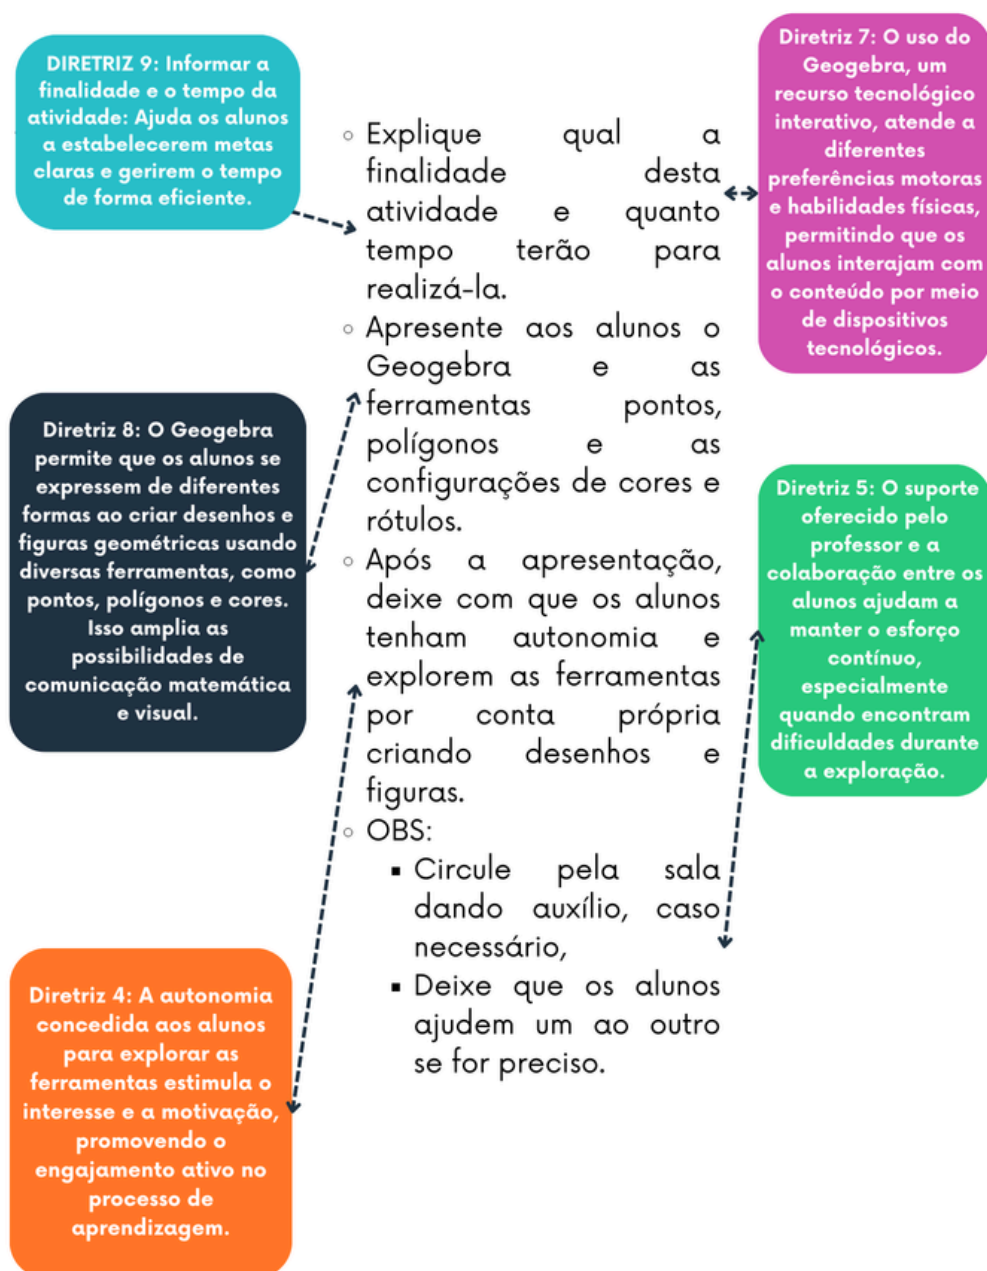 DIRETRIZ 9: Informar a
finalidade e o tempo da
atividade: Ajuda os alunos
a estabelecerem metas
claras e gerirem o tempo
de forma eficiente.
Diretriz 7: O uso do
Geogebra, um
recurso tecnológico
interativo, atende a
diferentes
preferências motoras
e habilidades físicas,
permitindo que os
alunos interajam com
o conteúdo por meio
de dispositivos
tecnológicos.
Explique qual a
finalidade desta
atividade e quanto
tempo terão para
realizá-la.
Apresente aos alunos o
Geogebra e as
ferramentas pontos,
polígonos e as
configurações de cores e
rótulos.
Após a apresentação,
deixe com que os alunos
tenham autonomia e
explorem as ferramentas
por conta própria
criando desenhos e
figuras.
OBS:
Circule pela sala
dando auxílio, caso
necessário,
Deixe que os alunos
ajudem um ao outro
se for preciso.
Diretriz 8: O Geogebra
permite que os alunos se
expressem de diferentes
formas ao criar desenhos e
figuras geométricas usando
diversas ferramentas, como
pontos, polígonos e cores.
Isso amplia as
possibilidades de
comunicação matemática
e visual.
Diretriz 5: O suporte
oferecido pelo
professor e a
colaboração entre os
alunos ajudam a
manter o esforço
contínuo,
especialmente
quando encontram
dificuldades durante
a exploração.
Diretriz 4: A autonomia
concedida aos alunos
para explorar as
ferramentas estimula o
interesse e a motivação,
promovendo o
engajamento ativo no
processo de
aprendizagem.